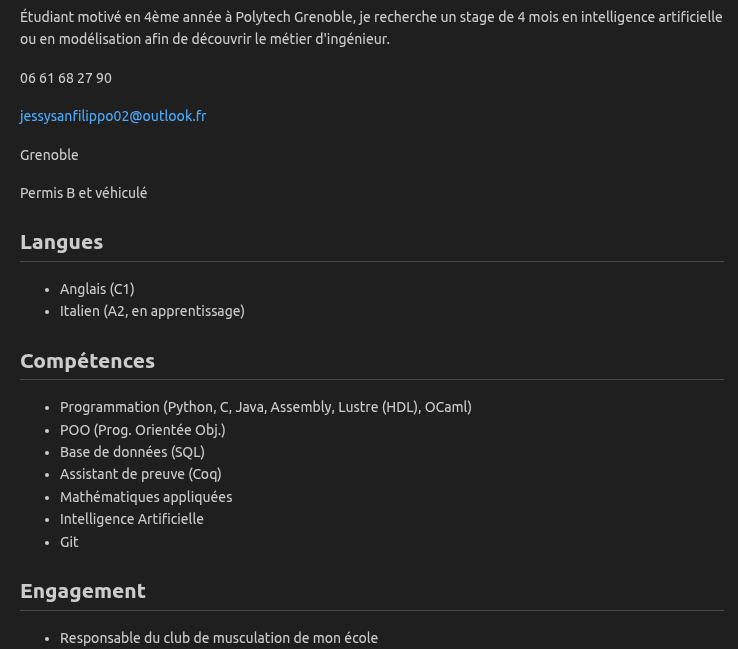 Étudiant motivé en 4ème année à Polytech Grenoble, je recherche un stage de 4 mois en intelligence artificielle
ou en modélisation afin de découvrir le métier d'ingénieur.
06 61 68 27 90
jessysanfilippo02@outlook.fr
Grenoble
Permis B et véhiculé
Langues
• Anglais (C1)
• Italien (A2, en apprentissage)
Compétences
• Programmation (Python, C, Java, Assembly, Lustre (HDL), OCaml)
• POO (Prog. Orientée Obj.)
• Base de données (SQL)
• Assistant de preuve (Coq)
• Mathématiques appliquées
• Intelligence Artificielle
• Git
Engagement
• Responsable du club de musculation de mon école